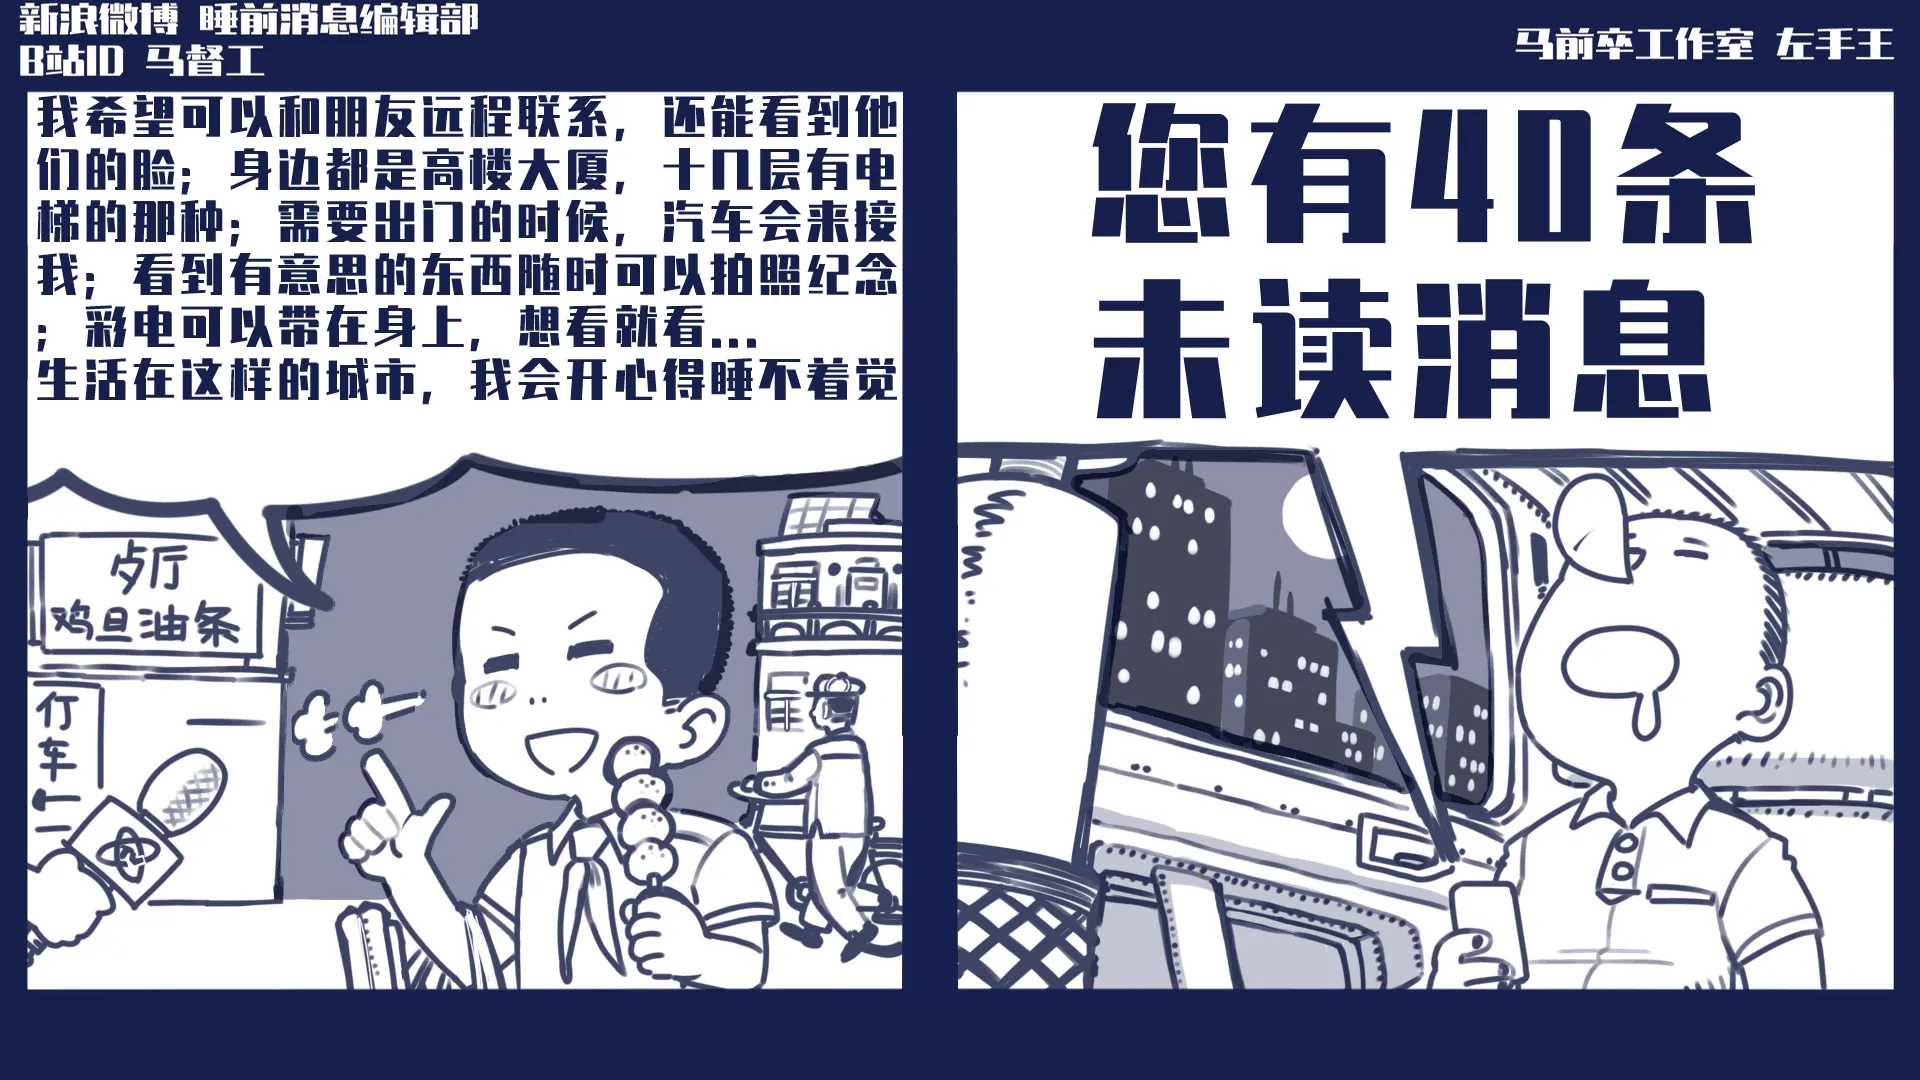 新浪微博 睡前消息编辑部
B站ID 马督工
马前卒工作室 左手王
我希望可以和朋友远程联系，还能看到他
们的脸；身边都是高楼大厦，十几层有电
梯的那种；需要出门的时候，汽车会来接
我；看到有意思的东西随时可以拍照纪念
；彩电可以带在身上，想看就看...
生活在这样的城市，我会开心得睡不着觉
歺厅
鸡旦油条
行
车
您有40条
未读消息